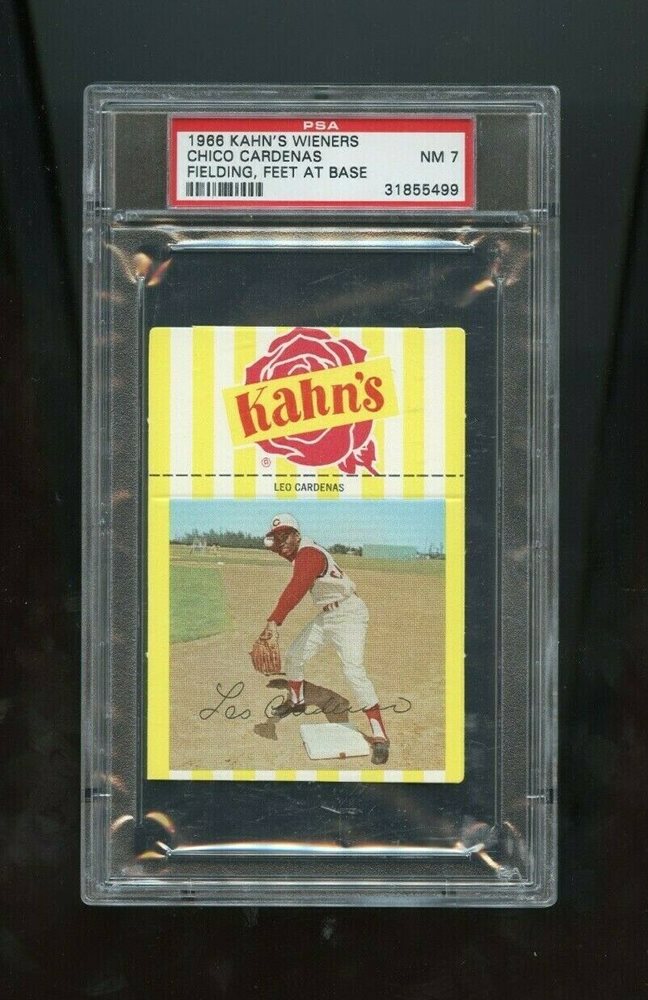 PSA
1966 KAHN'S WIENERS
CHICO CARDENAS NM 7
FIELDING, FEET AT BASE
31855499
Kahn's
®
LEO CARDENAS
C
Leo Cardenas